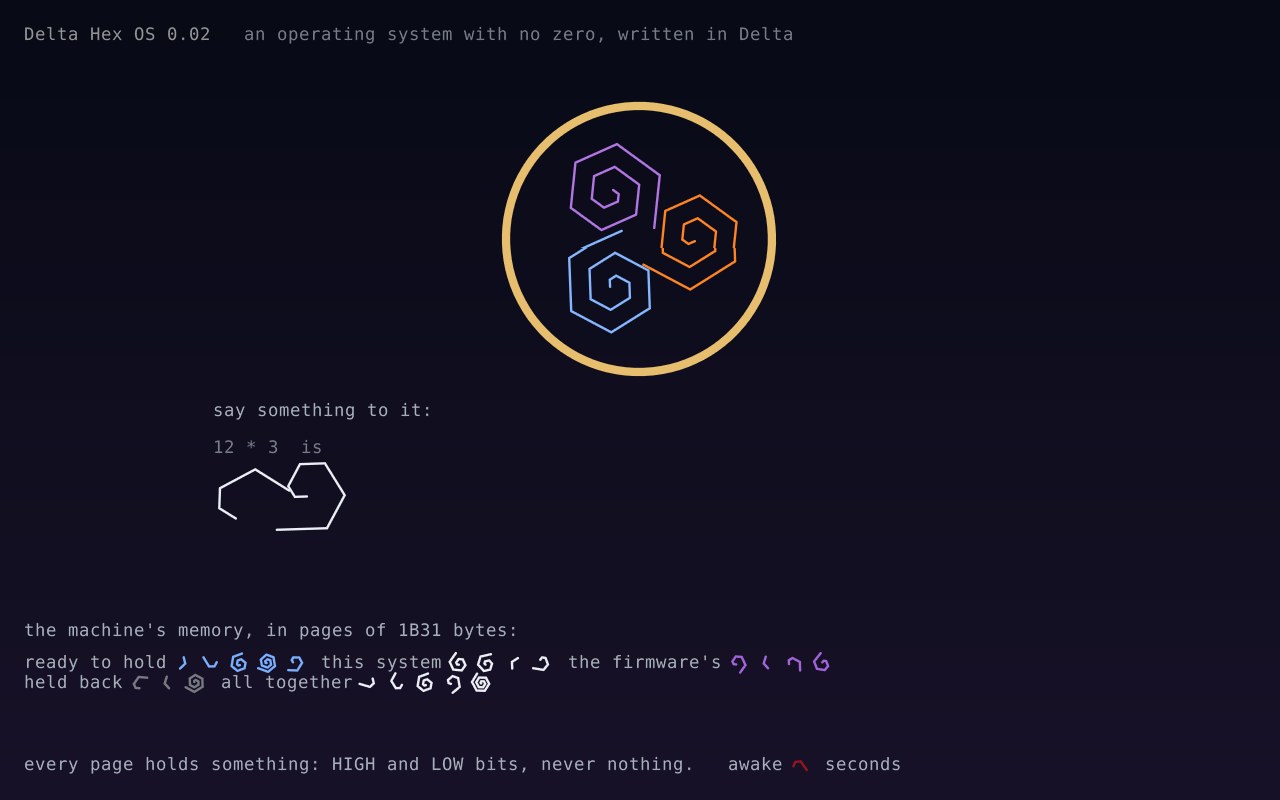 Delta Hex OS 0.02 an operating system with no zero, written in Delta
say something to it:
12 * 3 is
the machine's memory, in pages of 1B31 bytes:
ready to hold this system the firmware's
held back all together
every page holds something: HIGH and LOW bits, never nothing. awake seconds